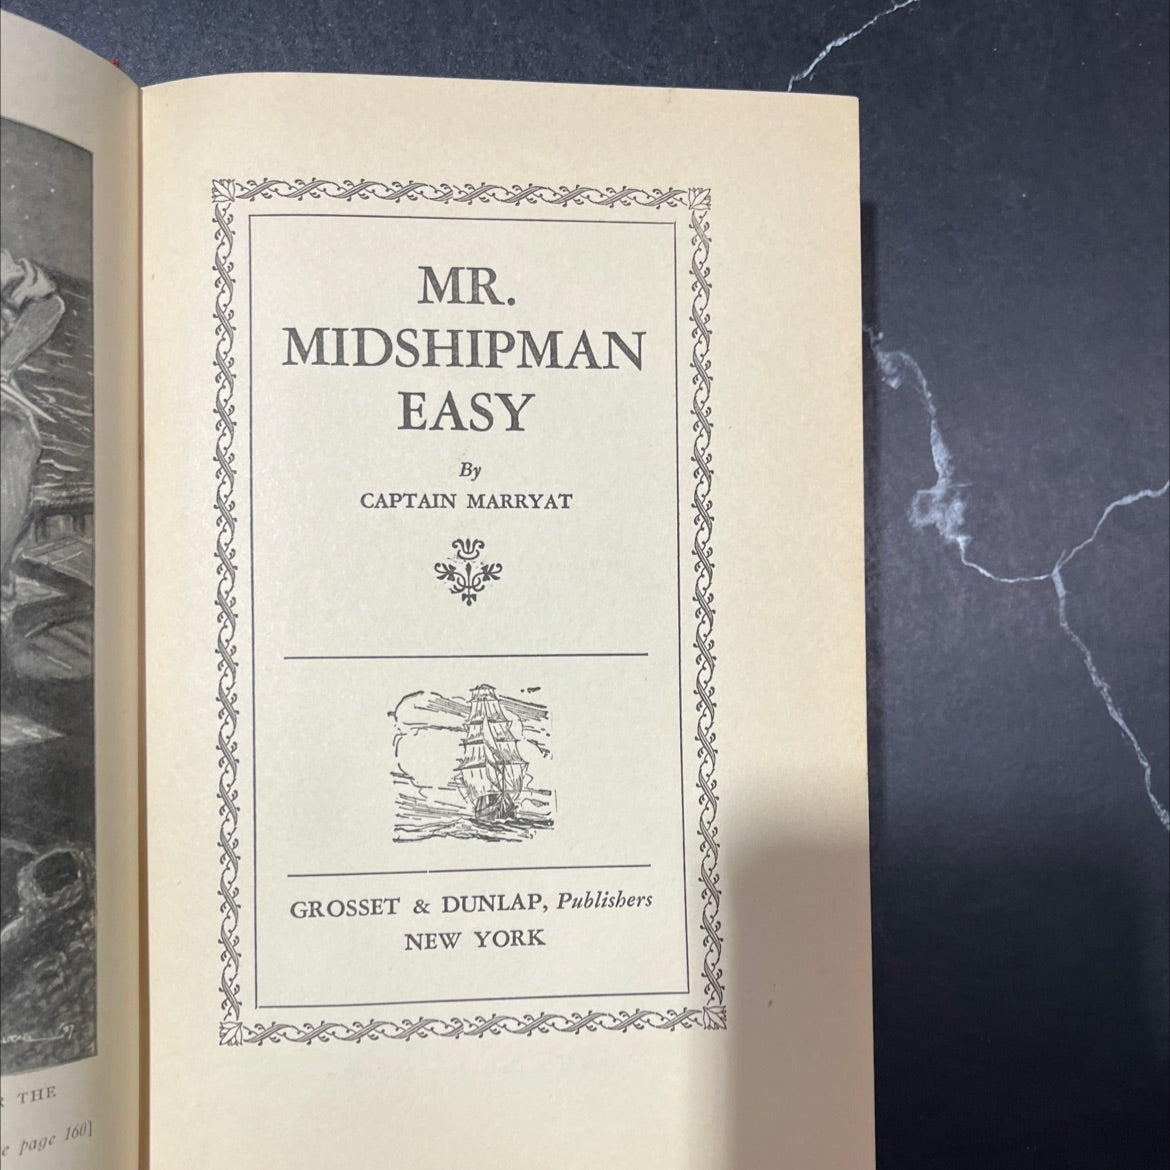 MR.
MIDSHIPMAN
EASY
By
CAPTAIN MARRYAT
GROSSET & DUNLAP, Publishers
NEW YORK
THE
page 160]